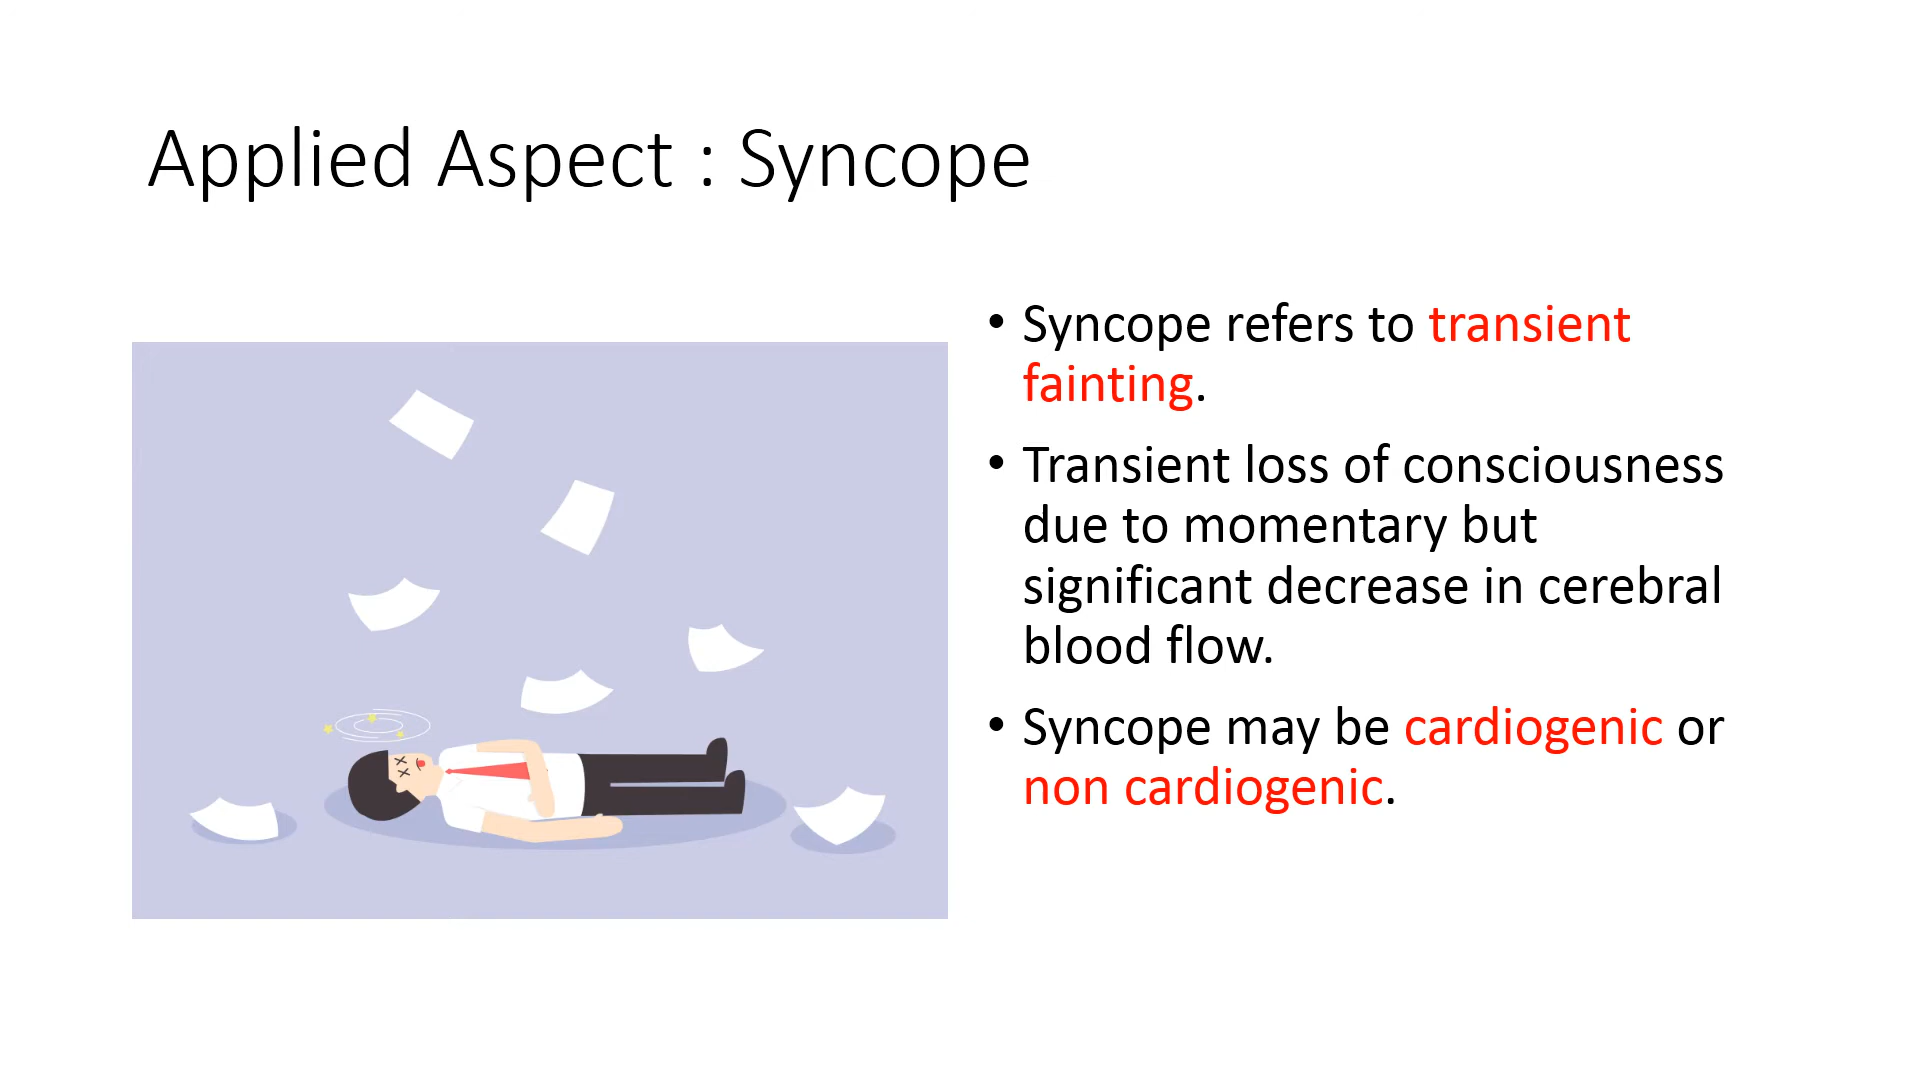 Applied Aspect : Syncope
• Syncope refers to transient
fainting.
• Transient loss of consciousness
due to momentary but
significant decrease in cerebral
blood flow.
• Syncope may be cardiogenic or
non cardiogenic.